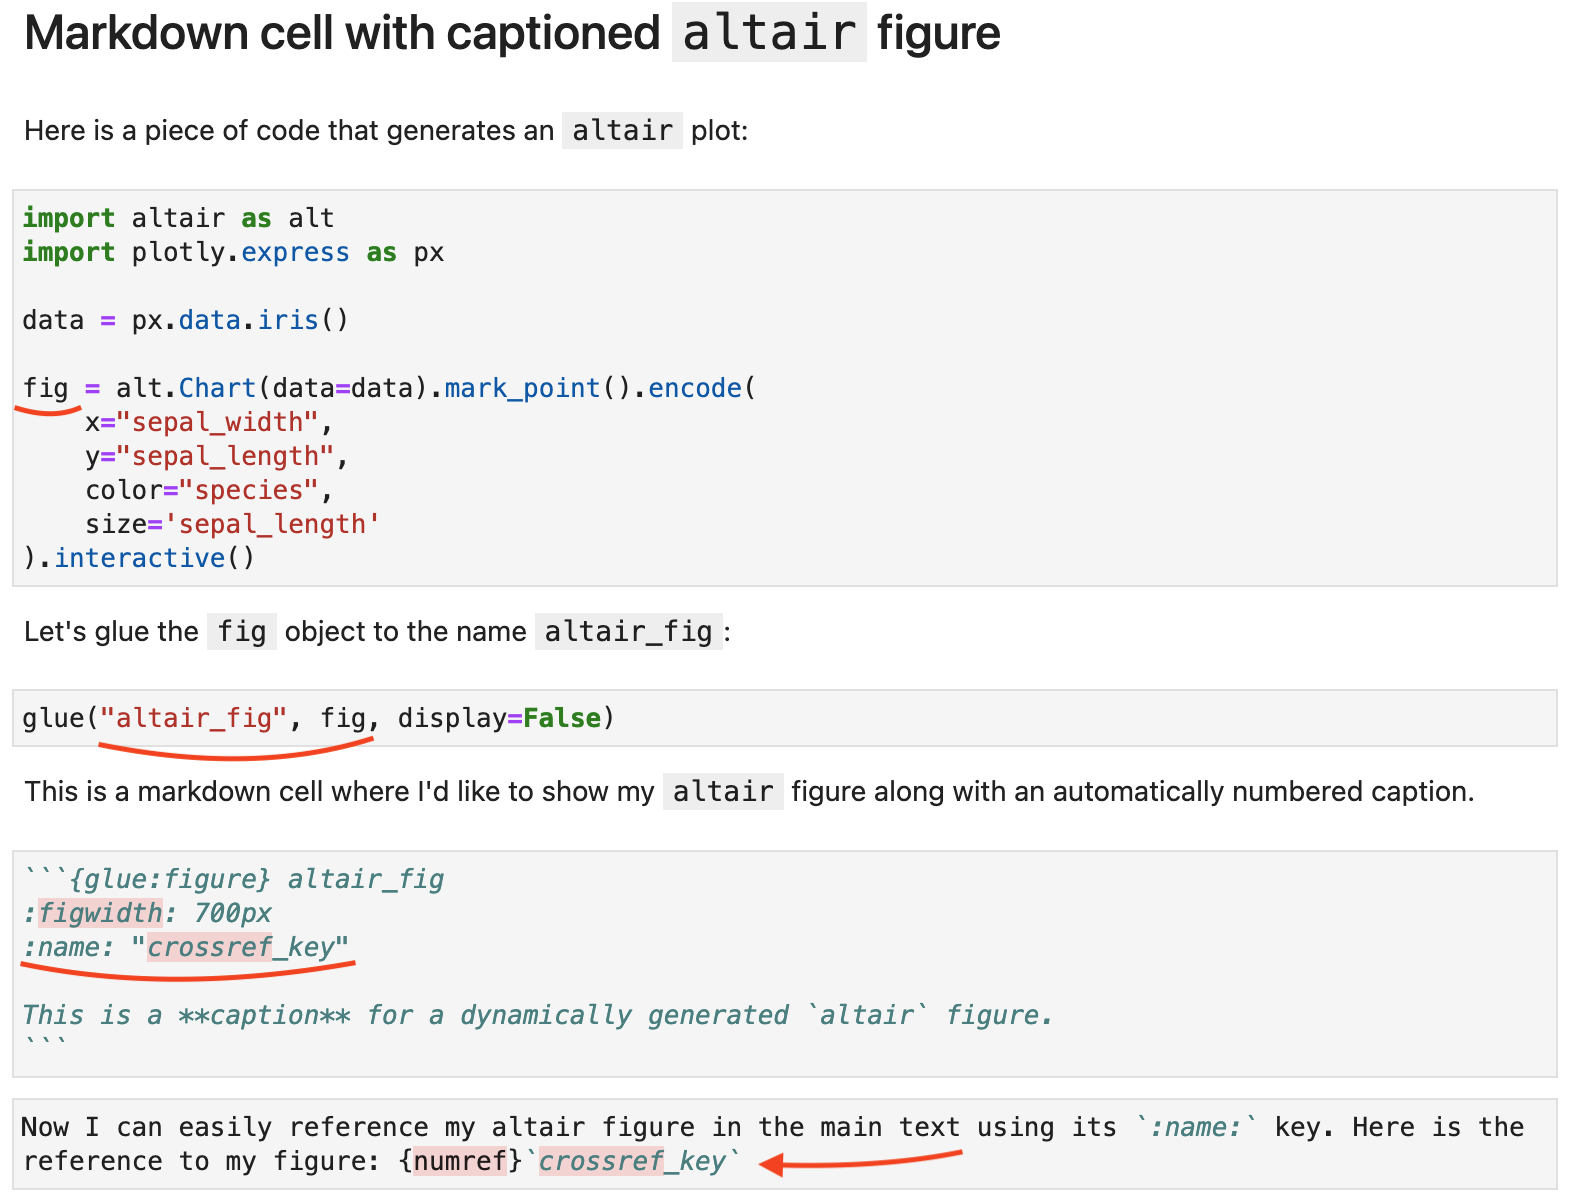 Markdown cell with captioned altair figure
Here is a piece of code that generates an altair plot:
import altair as alt
import plotly.express as px
data = px.data.iris()
fig = alt.Chart(data=data).mark_point().encode(
    x="sepal_width",
    y="sepal_length",
    color="species",
    size='sepal_length'
).interactive()
Let's glue the fig object to the name altair_fig:
glue("altair_fig", fig, display=False)
This is a markdown cell where I'd like to show my altair figure along with an automatically numbered caption.
```{glue:figure} altair_fig
:figwidth: 700px
:name: "crossref_key"
This is a **caption** for a dynamically generated `altair` figure.
```
Now I can easily reference my altair figure in the main text using its `:name:` key. Here is the
reference to my figure: {numref}`crossref_key`